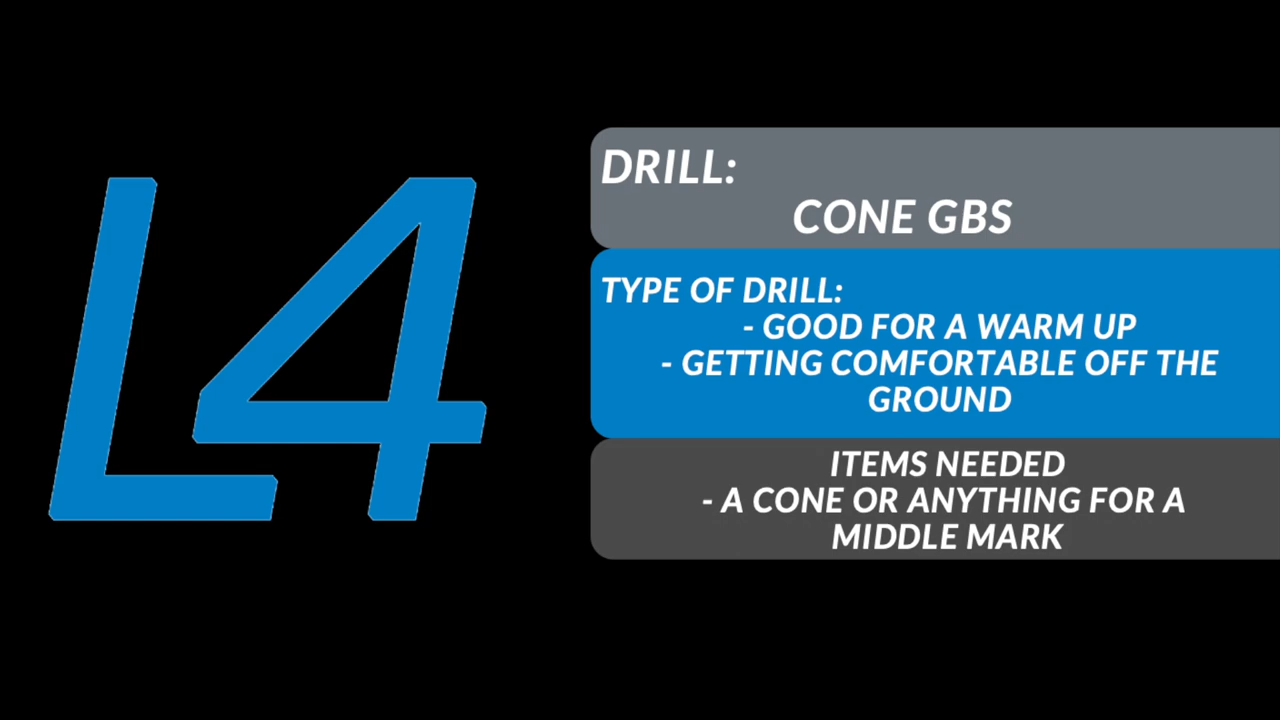 L4
DRILL:
CONE GBS
TYPE OF DRILL:
- GOOD FOR A WARM UP
- GETTING COMFORTABLE OFF THE
GROUND
ITEMS NEEDED
- A CONE OR ANYTHING FOR A
MIDDLE MARK